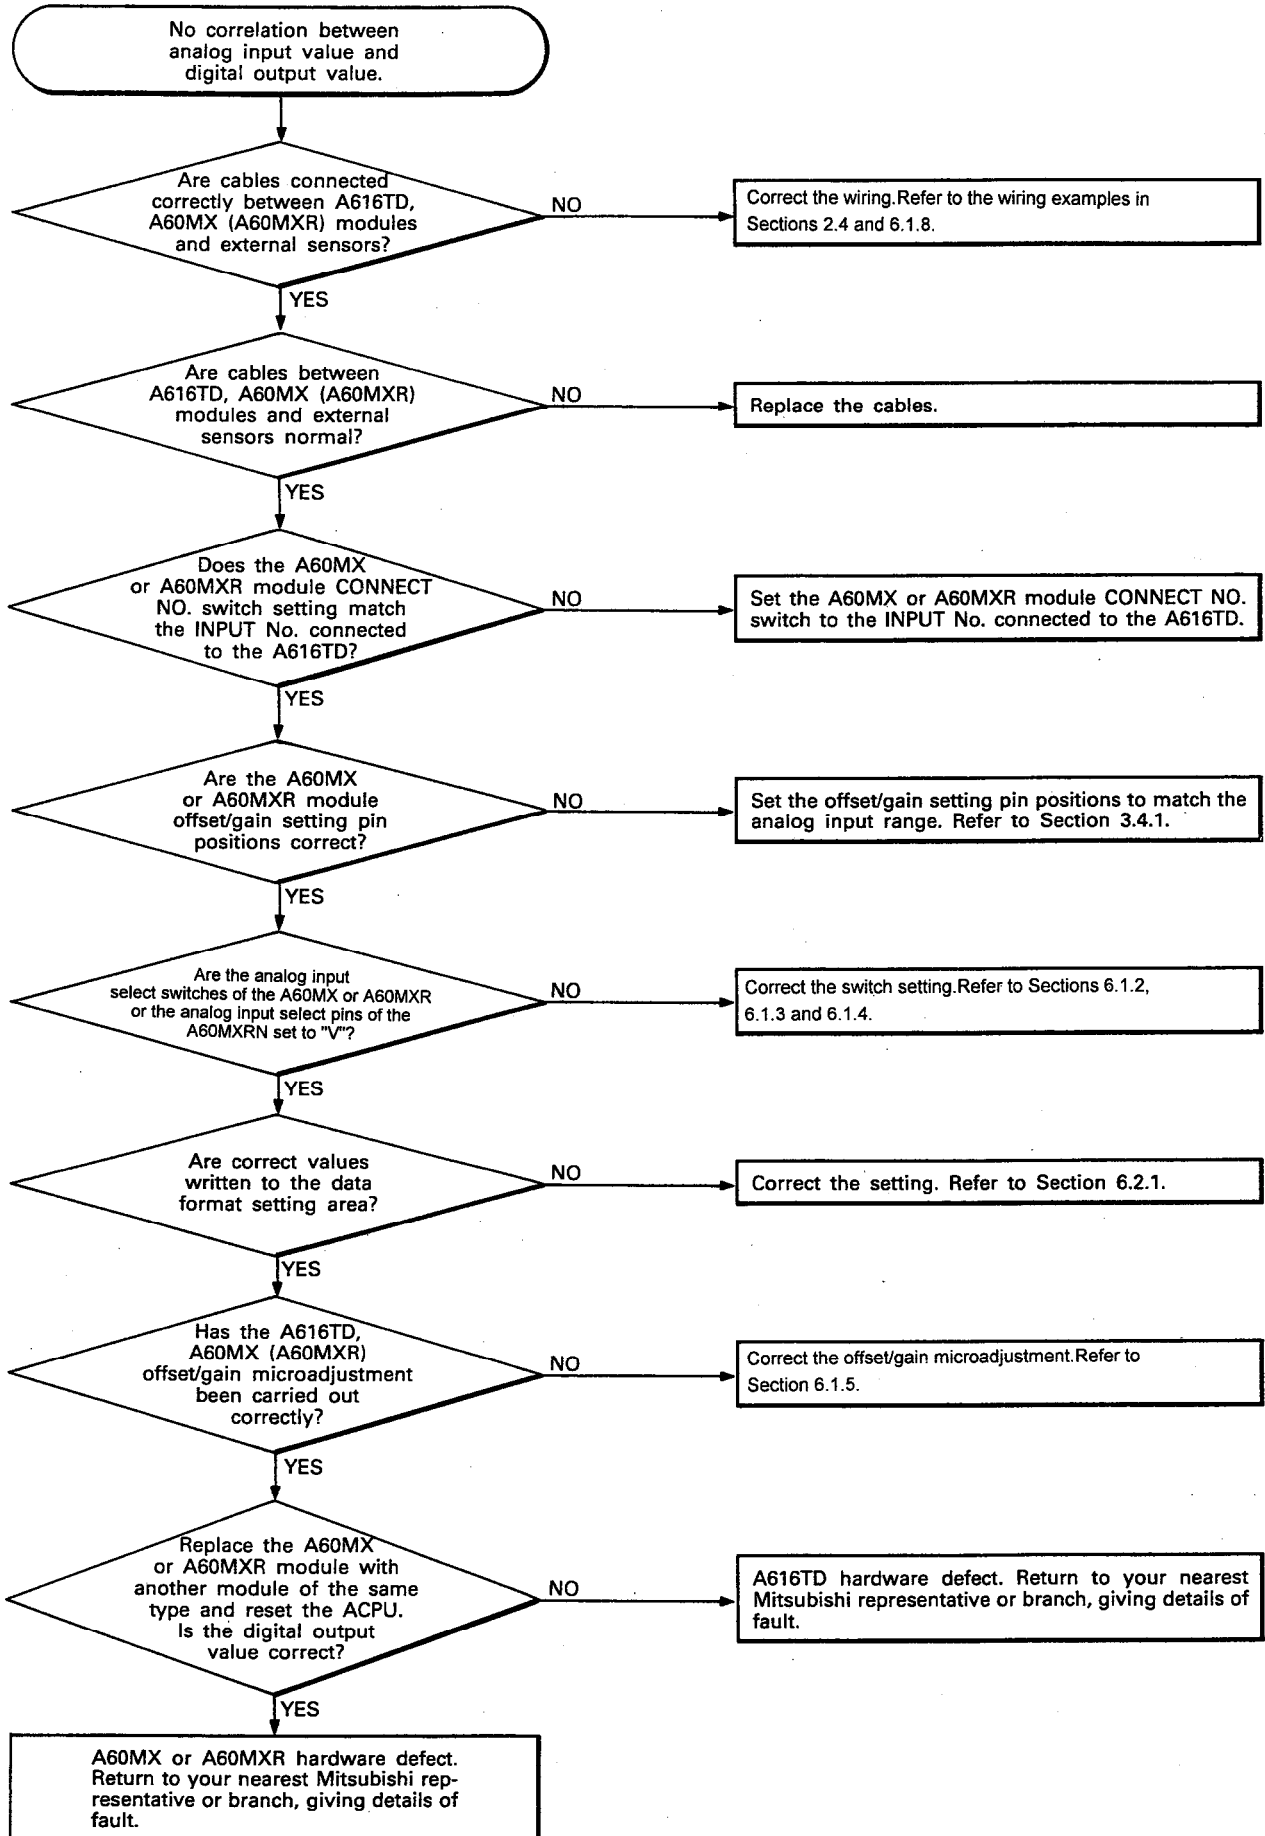 No correlation between
analog input value and
digital output value.
Are cables connected
correctly between A616TD,
A60MX (A60MXR) modules
and external sensors?
NO
Correct the wiring.Refer to the wiring examples in
Sections 2.4 and 6.1.8.
YES
Are cables between
A616TD, A60MX (A60MXR)
modules and external
sensors normal?
NO
Replace the cables.
YES
Does the A60MX
or A60MXR module CONNECT
NO. switch setting match
the INPUT No. connected
to the A616TD?
NO
Set the A60MX or A60MXR module CONNECT NO.
switch to the INPUT No. connected to the A616TD.
YES
Are the A60MX
or A60MXR module
offset/gain setting pin
positions correct?
NO
Set the offset/gain setting pin positions to match the
analog input range. Refer to Section 3.4.1.
YES
Are the analog input
select switches of the A60MX or A60MXR
or the analog input select pins of the
A60MXRN set to "V"?
NO
Correct the switch setting.Refer to Sections 6.1.2,
6.1.3 and 6.1.4.
YES
Are correct values
written to the data
format setting area?
NO
Correct the setting. Refer to Section 6.2.1.
YES
Has the A616TD,
A60MX (A60MXR)
offset/gain microadjustment
been carried out
correctly?
NO
Correct the offset/gain microadjustment.Refer to
Section 6.1.5.
YES
Replace the A60MX
or A60MXR module with
another module of the same
type and reset the ACPU.
Is the digital output
value correct?
NO
A616TD hardware defect. Return to your nearest
Mitsubishi representative or branch, giving details of
fault.
YES
A60MX or A60MXR hardware defect.
Return to your nearest Mitsubishi rep-
resentative or branch, giving details of
fault.